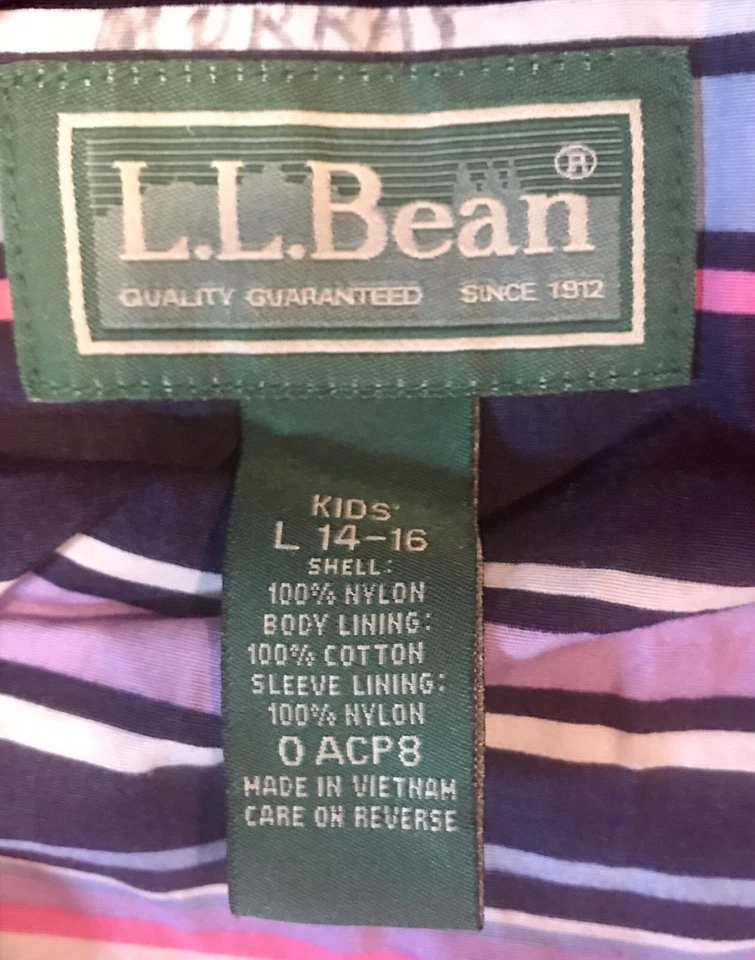 MURRAY
L.L.Bean®
QUALITY GUARANTEED SINCE 1912
KIDS'
L 14-16
SHELL:
100% NYLON
BODY LINING:
100% COTTON
SLEEVE LINING:
100% NYLON
0 ACP8
MADE IN VIETNAM
CARE ON REVERSE